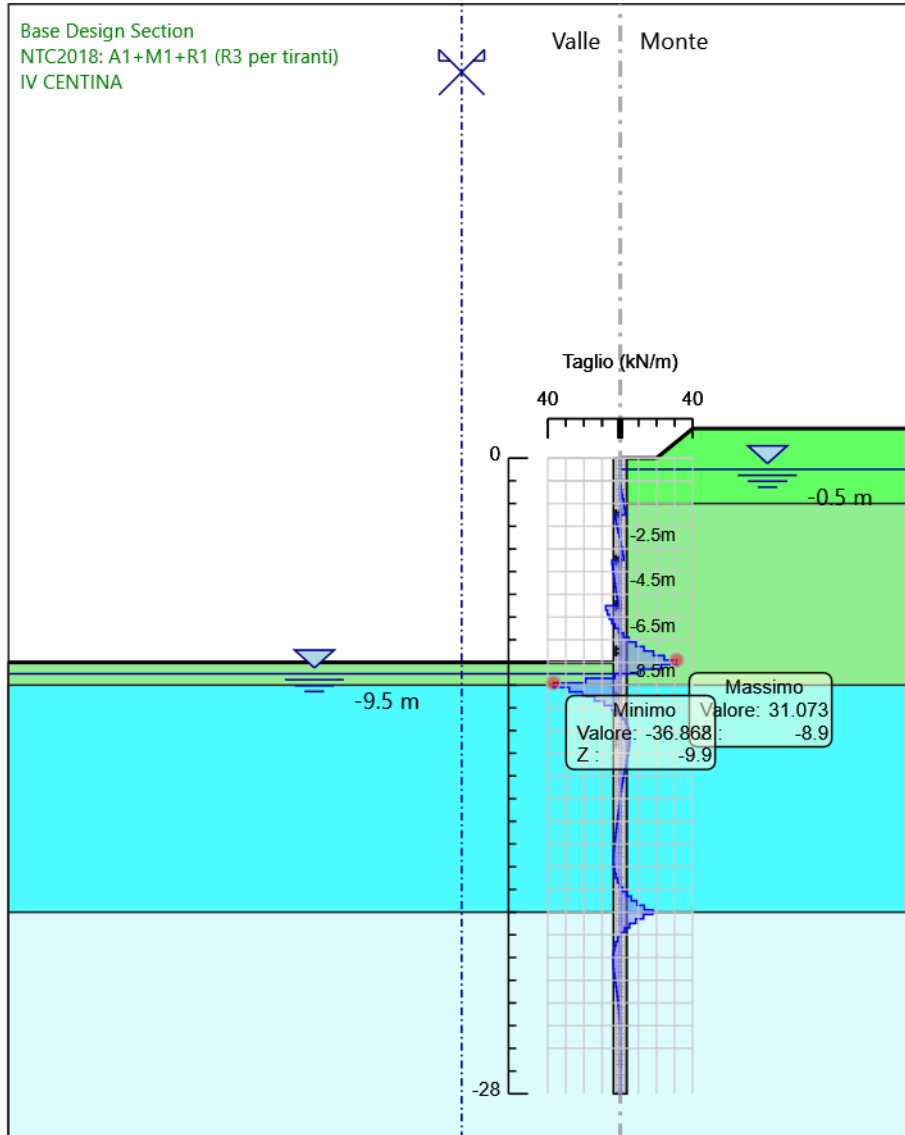 Base Design Section
NTC2018: A1+M1+R1 (R3 per tiranti)
IV CENTINA
Valle
Monte
Taglio (kN/m)
40
40
0
-0.5 m
-2.5m
-4.5m
-6.5m
-8.5m
-9.5 m
Massimo
Valore: 31.073
-8.9
Minimo
Valore: -36.868
Z : -9.9
-28